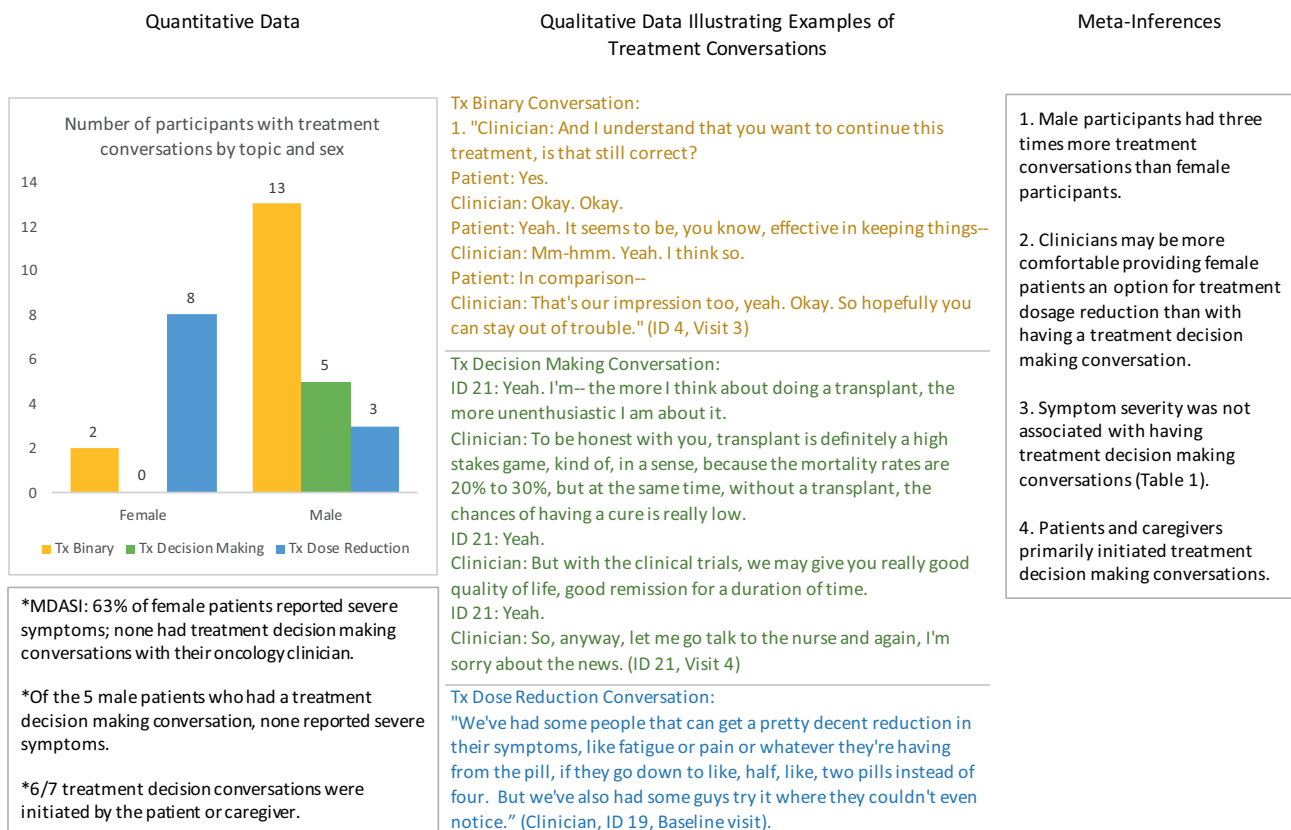 Quantitative Data
Qualitative Data Illustrating Examples of
Treatment Conversations
Meta-Inferences
Number of participants with treatment
conversations by topic and sex
14
12
10
8
6
4
2
0
2
0
8
13
5
3
Female
Male
Tx Binary
Tx Decision Making
Tx Dose Reduction
*MDASI: 63% of female patients reported severe
symptoms; none had treatment decision making
conversations with their oncology clinician.
*Of the 5 male patients who had a treatment
decision making conversation, none reported severe
symptoms.
*6/7 treatment decision conversations were
initiated by the patient or caregiver.
Tx Binary Conversation:
1. "Clinician: And I understand that you want to continue this
treatment, is that still correct?
Patient: Yes.
Clinician: Okay. Okay.
Patient: Yeah. It seems to be, you know, effective in keeping things--
Clinician: Mm-hmm. Yeah. I think so.
Patient: In comparison--
Clinician: That's our impression too, yeah. Okay. So hopefully you
can stay out of trouble." (ID 4, Visit 3)
Tx Decision Making Conversation:
ID 21: Yeah. I'm-- the more I think about doing a transplant, the
more unenthusiastic I am about it.
Clinician: To be honest with you, transplant is definitely a high
stakes game, kind of, in a sense, because the mortality rates are
20% to 30%, but at the same time, without a transplant, the
chances of having a cure is really low.
ID 21: Yeah.
Clinician: But with the clinical trials, we may give you really good
quality of life, good remission for a duration of time.
ID 21: Yeah.
Clinician: So, anyway, let me go talk to the nurse and again, I'm
sorry about the news. (ID 21, Visit 4)
Tx Dose Reduction Conversation:
"We've had some people that can get a pretty decent reduction in
their symptoms, like fatigue or pain or whatever they're having
from the pill, if they go down to like, half, like, two pills instead of
four. But we've also had some guys try it where they couldn't even
notice.” (Clinician, ID 19, Baseline visit).
1. Male participants had three
times more treatment
conversations than female
participants.
2. Clinicians may be more
comfortable providing female
patients an option for treatment
dosage reduction than with
having a treatment decision
making conversation.
3. Symptom severity was not
associated with having
treatment decision making
conversations (Table 1).
4. Patients and caregivers
primarily initiated treatment
decision making conversations.